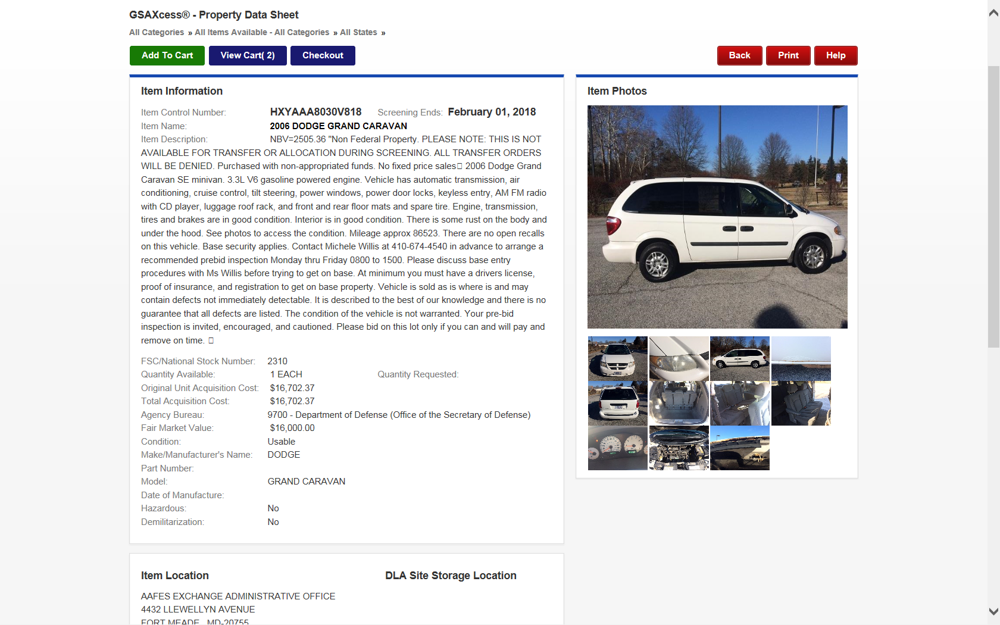 GSAXcess® - Property Data Sheet
All Categories » All Items Available - All Categories » All States »
Add To Cart View Cart( 2) Checkout Back Print Help
Item Information
Item Control Number: HXYAAA8030V818 Screening Ends: February 01, 2018
Item Name: 2006 DODGE GRAND CARAVAN
Item Description: NBV=2505.36 "Non Federal Property. PLEASE NOTE: THIS IS NOT
AVAILABLE FOR TRANSFER OR ALLOCATION DURING SCREENING. ALL TRANSFER ORDERS
WILL BE DENIED. Purchased with non-appropriated funds. No fixed price sales 2006 Dodge Grand
Caravan SE minivan. 3.3L V6 gasoline powered engine. Vehicle has automatic transmission, air
conditioning, cruise control, tilt steering, power windows, power door locks, keyless entry, AM FM radio
with CD player, luggage roof rack, and front and rear floor mats and spare tire. Engine, transmission,
tires and brakes are in good condition. Interior is in good condition. There is some rust on the body and
under the hood. See photos to access the condition. Mileage approx 86523. There are no open recalls
on this vehicle. Base security applies. Contact Michele Willis at 410-674-4540 in advance to arrange a
recommended prebid inspection Monday thru Friday 0800 to 1500. Please discuss base entry
procedures with Ms Willis before trying to get on base. At minimum you must have a drivers license,
proof of insurance, and registration to get on base property. Vehicle is sold as is where is and may
contain defects not immediately detectable. It is described to the best of our knowledge and there is no
guarantee that all defects are listed. The condition of the vehicle is not warranted. Your pre-bid
inspection is invited, encouraged, and cautioned. Please bid on this lot only if you can and will pay and
remove on time.
FSC/National Stock Number: 2310
Quantity Available: 1 EACH Quantity Requested:
Original Unit Acquisition Cost: $16,702.37
Total Acquisition Cost: $16,702.37
Agency Bureau: 9700 - Department of Defense (Office of the Secretary of Defense)
Fair Market Value: $16,000.00
Condition: Usable
Make/Manufacturer's Name: DODGE
Part Number:
Model: GRAND CARAVAN
Date of Manufacture:
Hazardous: No
Demilitarization: No
Item Photos
Item Location
AAFES EXCHANGE ADMINISTRATIVE OFFICE
4432 LLEWELLYN AVENUE
FORT MEADE , MD-20755
DLA Site Storage Location